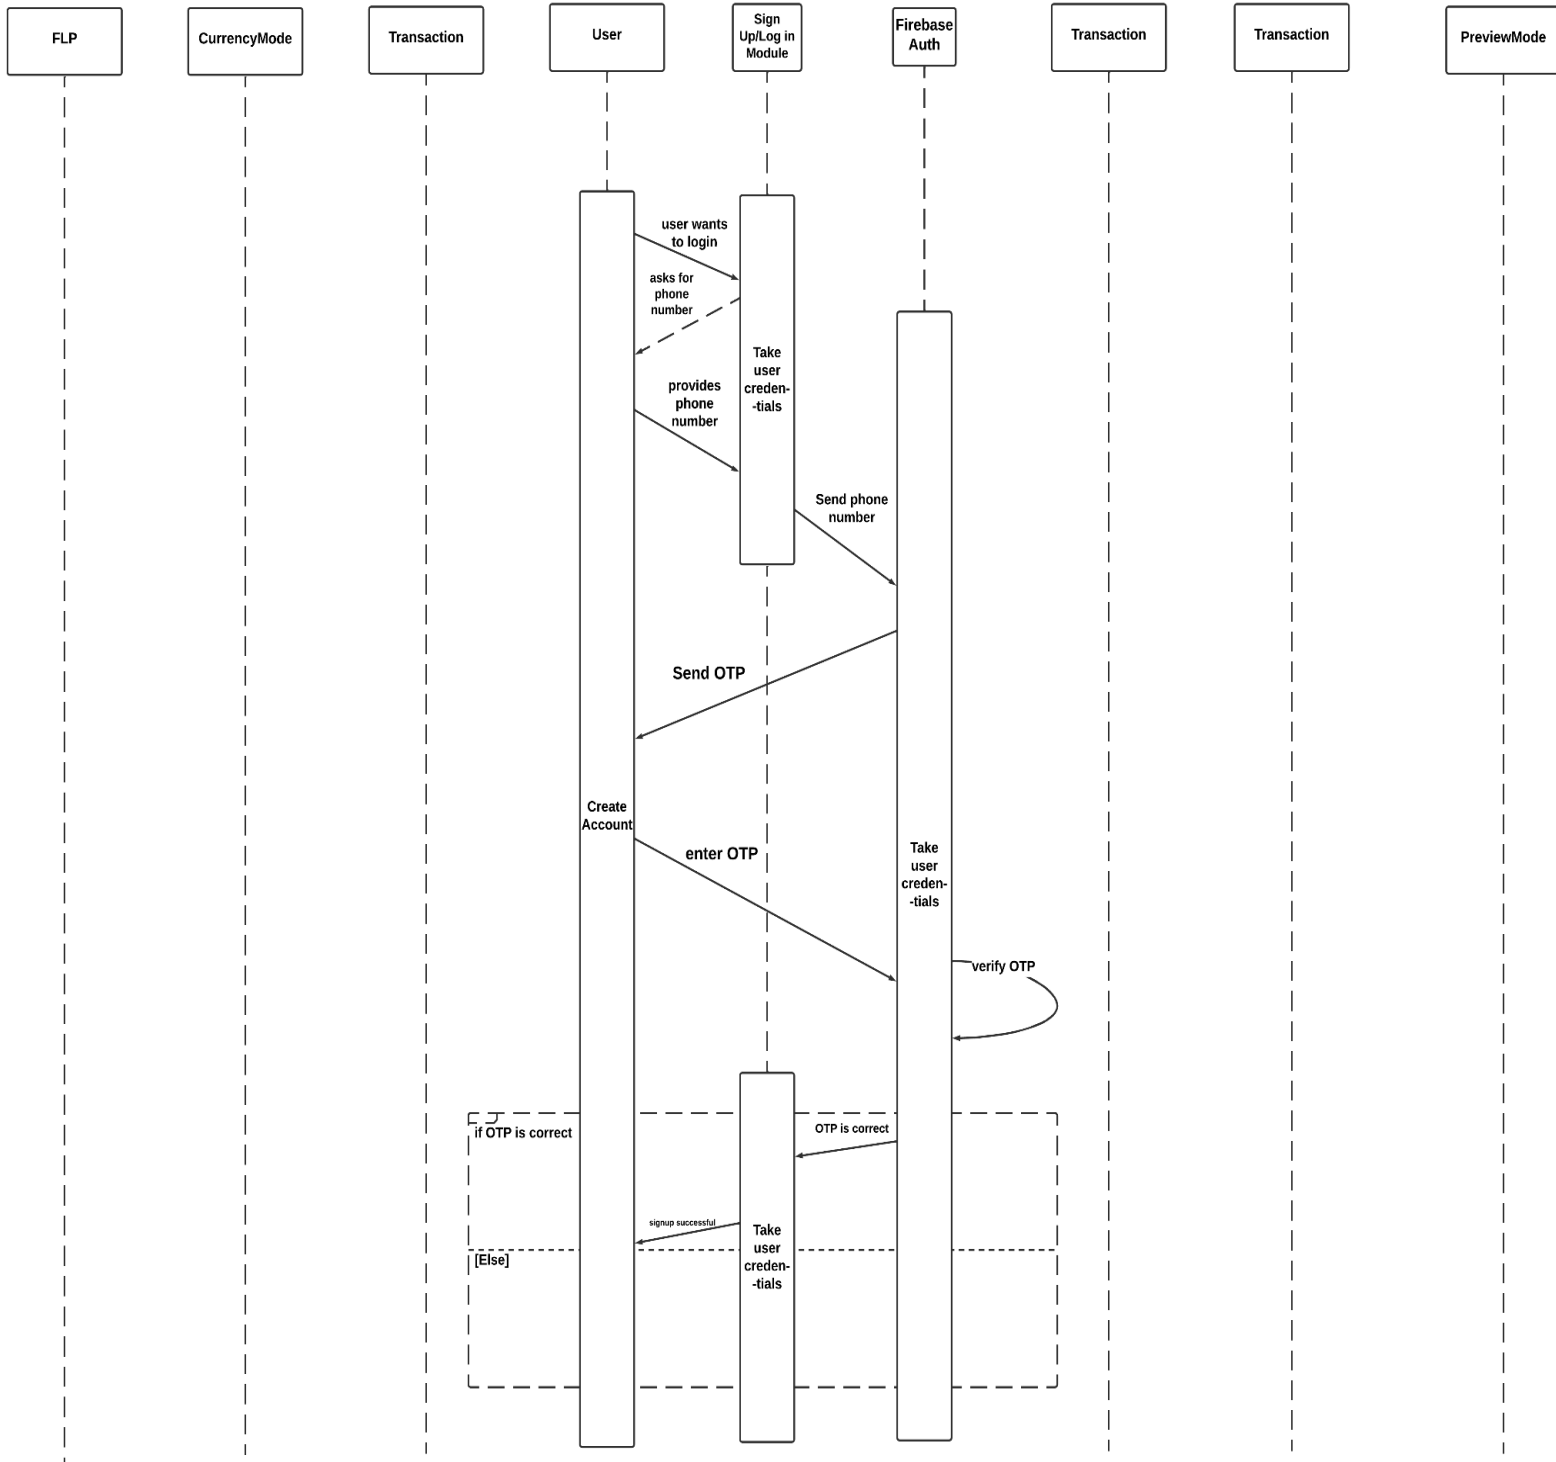 FLP
CurrencyMode
Transaction
User
Sign
Up/Log in
Module
Firebase
Auth
Transaction
Transaction
PreviewMode
user wants
to login
asks for
phone
number
Take
user
creden-
-tials
provides
phone
number
Send phone
number
Send OTP
Create
Account
enter OTP
Take
user
creden-
-tials
verify OTP
if OTP is correct
OTP is correct
signup successful
Take
user
creden-
-tials
[Else]